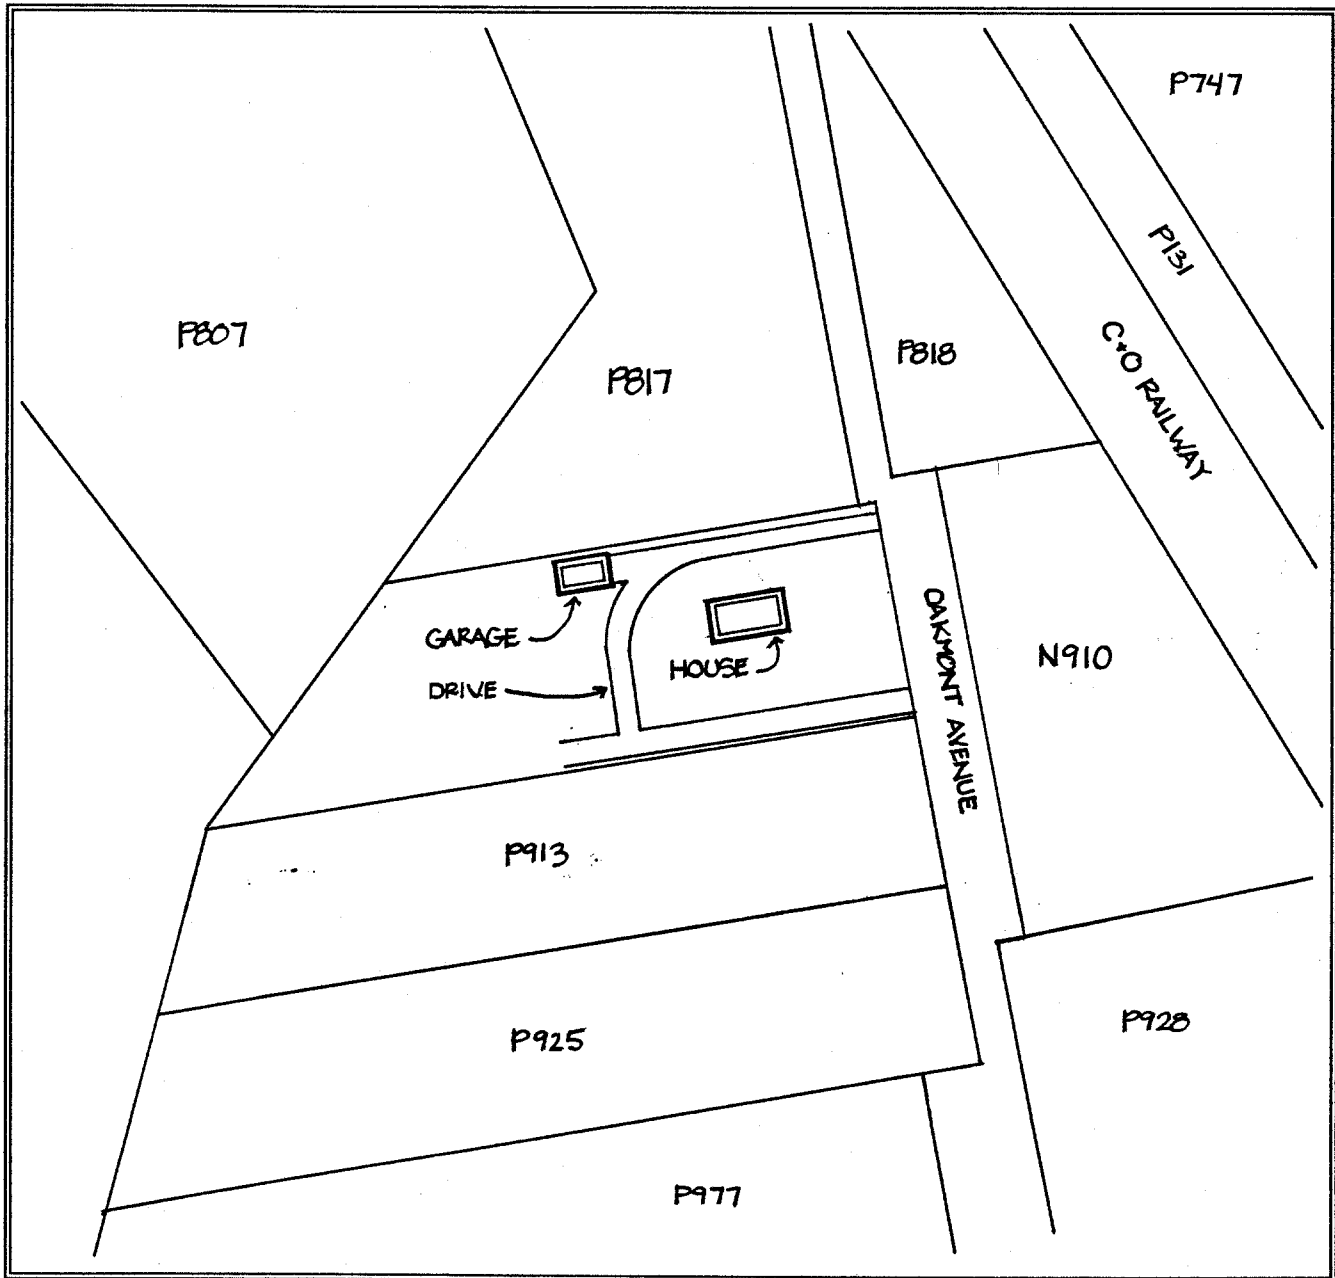 P747
P131
P807
P818
C+O RAILWAY
P817
GARAGE
HOUSE
DRIVE
OAKMONT AVENUE
N910
P913
P925
P928
P977